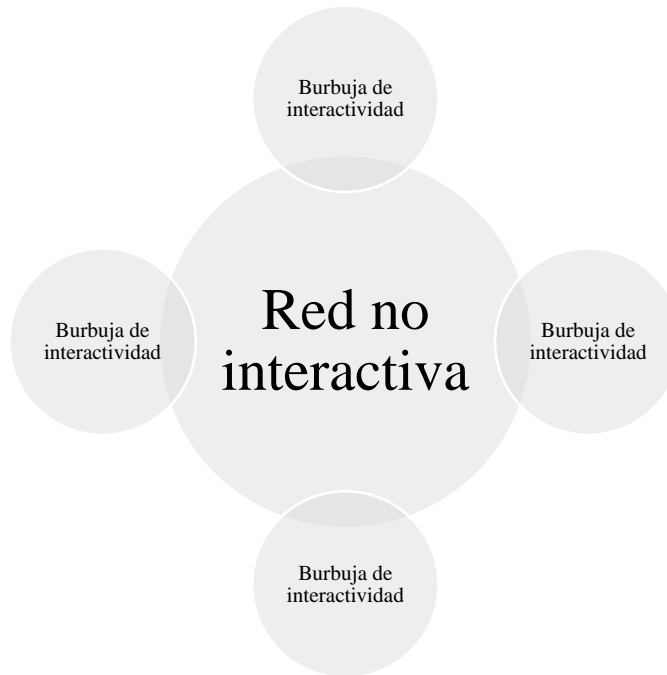 Burbuja de
interactividad
Red no
interactiva
Burbuja de
interactividad
Burbuja de
interactividad
Burbuja de
interactividad